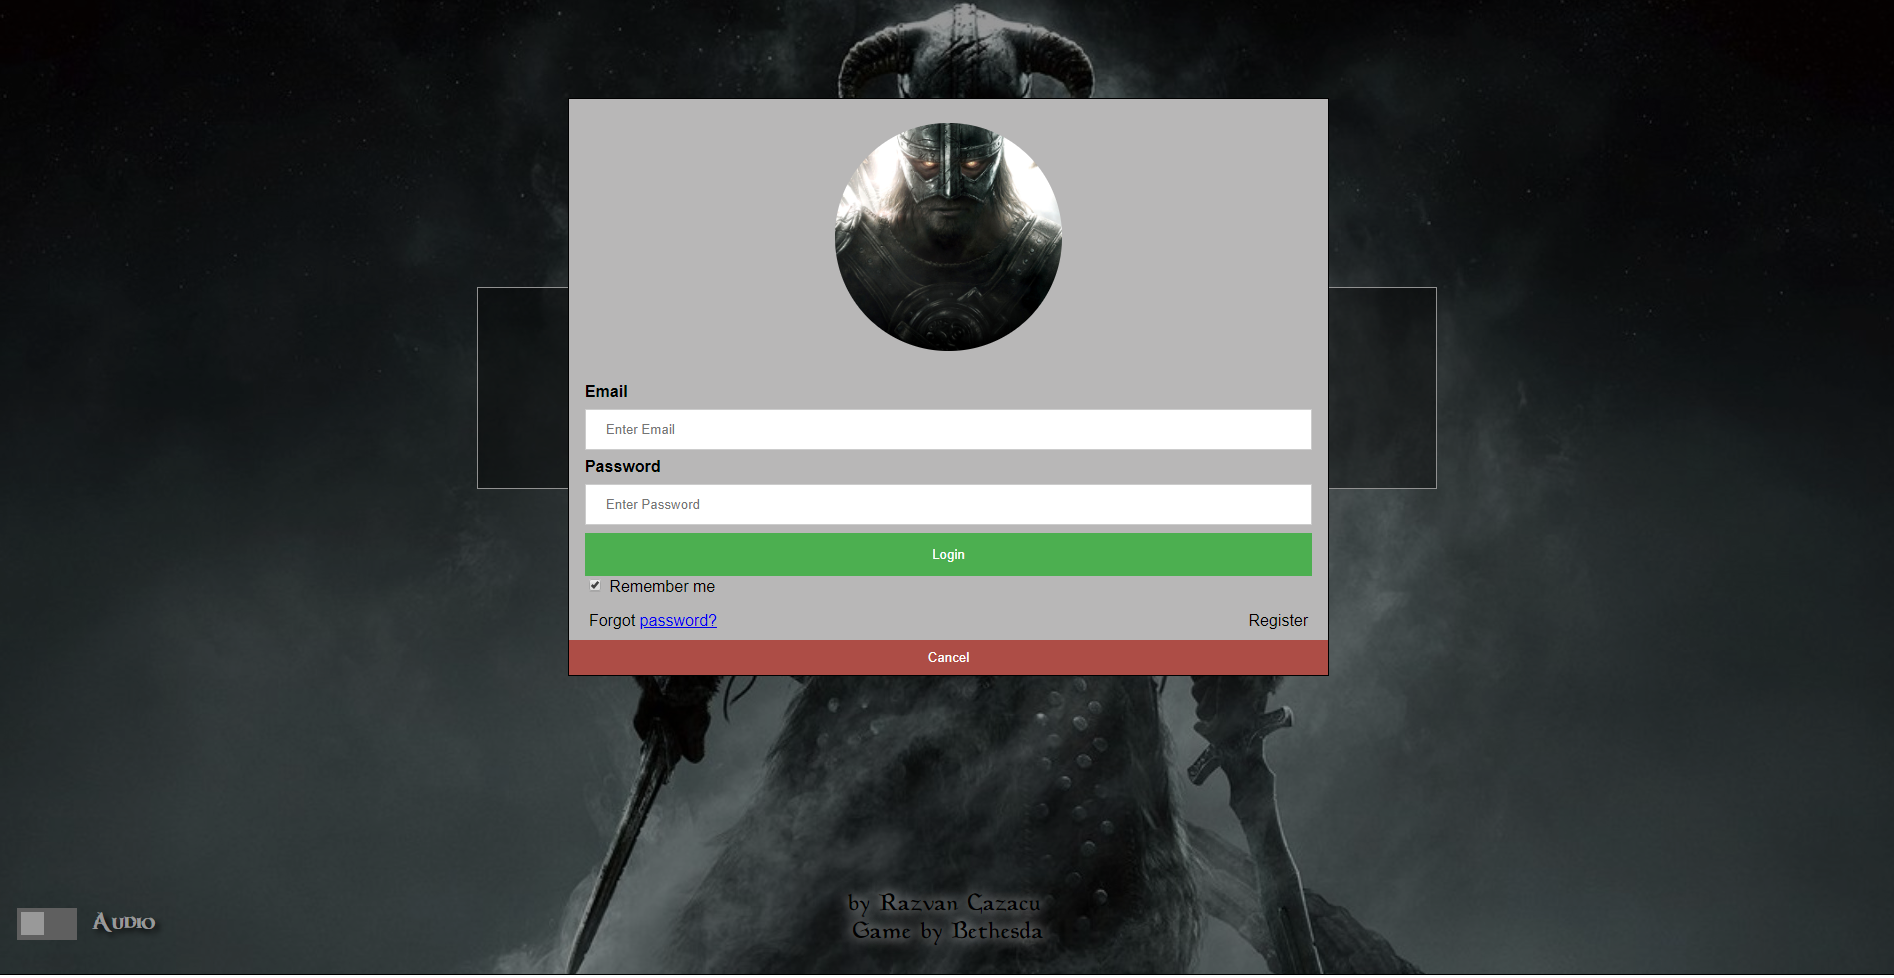 Email
Enter Email
Password
Enter Password
Login
Remember me
Forgot password? Register
Cancel
Audio
by Razvan Cazacu
Game by Bethesda